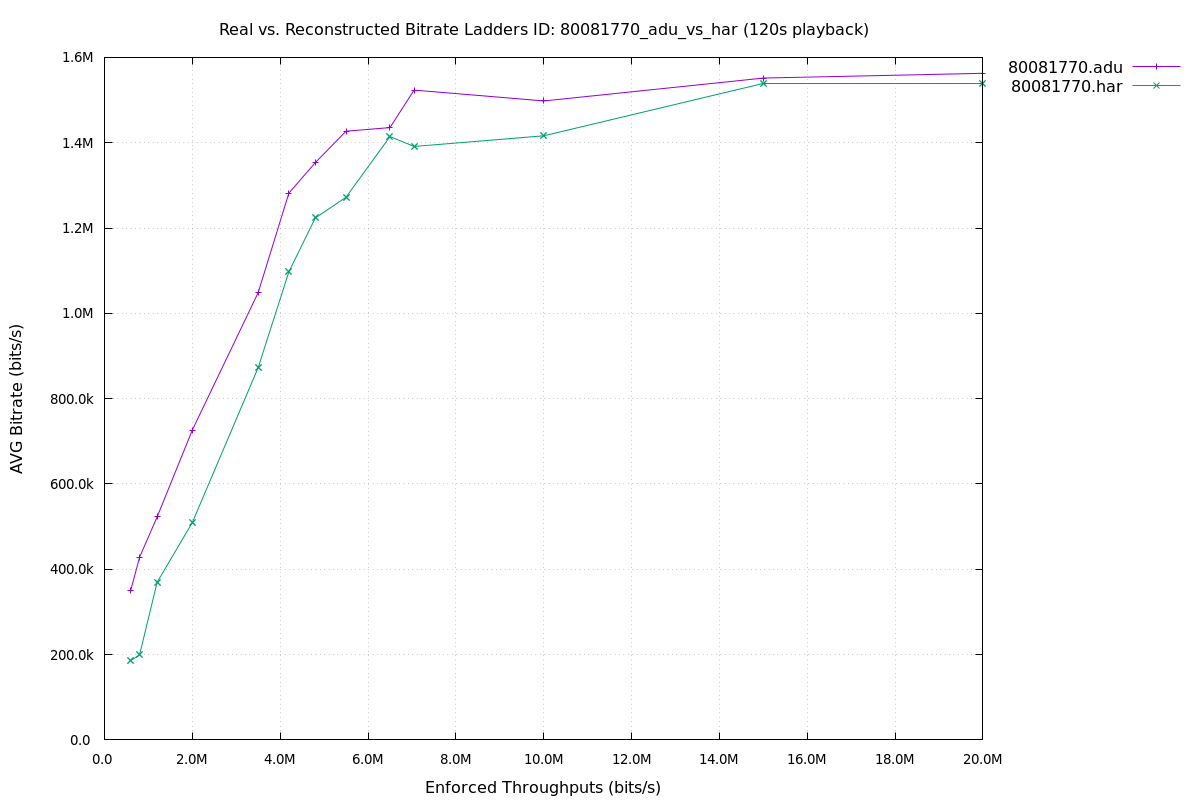 Real vs. Reconstructed Bitrate Ladders ID: 80081770_adu_vs_har (120s playback)
80081770.adu
80081770.har
1.6M
1.4M
1.2M
1.0M
800.0k
600.0k
400.0k
200.0k
0.0
AVG Bitrate (bits/s)
0.0 2.0M 4.0M 6.0M 8.0M 10.0M 12.0M 14.0M 16.0M 18.0M 20.0M
Enforced Throughputs (bits/s)